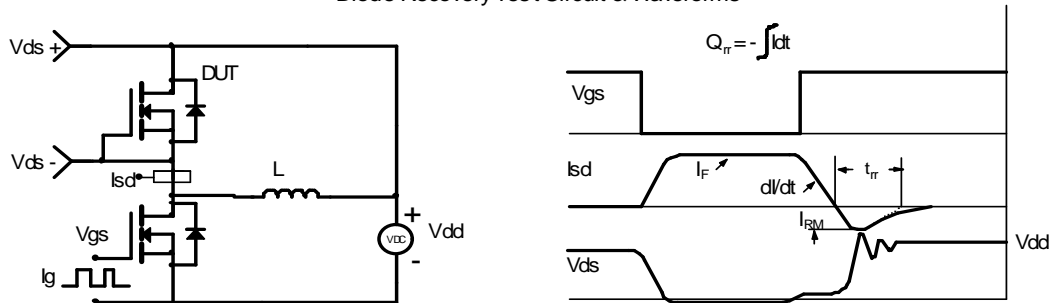 Diode Recovery Test Circuit & Waveforms
Vds +
DUT
Vds -
Isd
L
Vgs
Ig
+
VDC
-
Vdd
Qrr = - ∫Idt
Vgs
Isd
IF
dI/dt
trr
IRM
Vdd
Vds